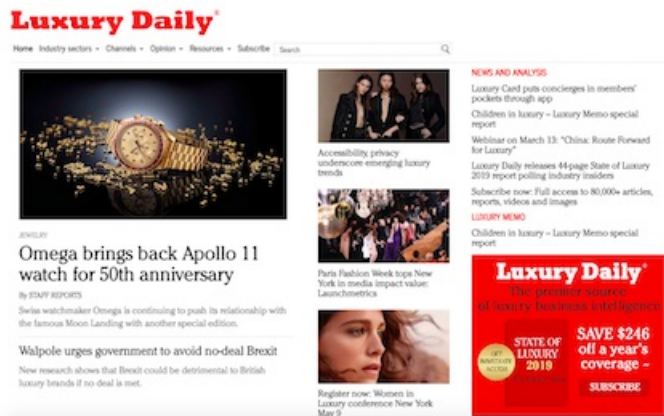 Luxury Daily®
Home Industry sectors Channels Opinion Resources Subscribe Search
JEWELRY
Omega brings back Apollo 11
watch for 50th anniversary
By STAFF REPORTS
Swiss watchmaker Omega is continuing to push its relationship with
the famous Moon Landing with another special edition.
Walpole urges government to avoid no-deal Brexit
New research shows that Brexit could be detrimental to British
luxury brands if no deal is met.
Accessibility, privacy
underscore emerging luxury
trends
Paris Fashion Week tops New
York in media impact value:
Launchmetrics
Register now: Women in
Luxury conference New York
May 9
NEWS AND ANALYSIS
Luxury Card puts concierges in members'
pockets through app
Children in luxury – Luxury Memo special
report
Webinar on March 13: "China: Route Forward
for Luxury"
Luxury Daily releases 44-page State of Luxury
2019 report polling industry insiders
Subscribe now: Full access to 80,000+ articles,
reports, videos and images
LUXURY MEMO
Children in luxury – Luxury Memo special
report
Luxury Daily®
The premier source
of luxury business intelligence
GET
IMMEDIATE
ACCESS
STATE OF
LUXURY
2019
SAVE $246
off a year's
coverage –
SUBSCRIBE